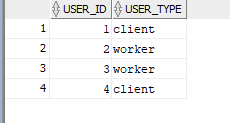 USER_ID USER_TYPE
1 1 client
2 2 worker
3 3 worker
4 4 client